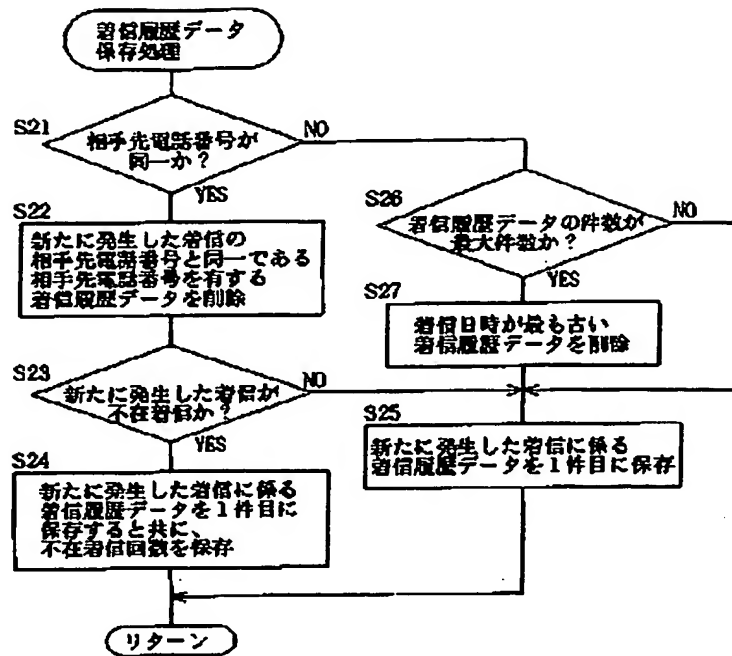 着信履歴データ
保存処理
S21
相手先電話番号が
同一か?
NO
YES
S22
新たに発生した着信の
相手先電話番号と同一である
相手先電話番号を有する
着信履歴データを削除
S23
新たに発生した着信が
不在着信か?
NO
YES
S24
新たに発生した着信に係る
着信履歴データを1件目に
保存すると共に、
不在着信回数を保存
S26
着信履歴データの件数が
最大件数か?
NO
YES
S27
着信日時が最も古い
着信履歴データを削除
S25
新たに発生した着信に係る
着信履歴データを1件目に保存
リターン